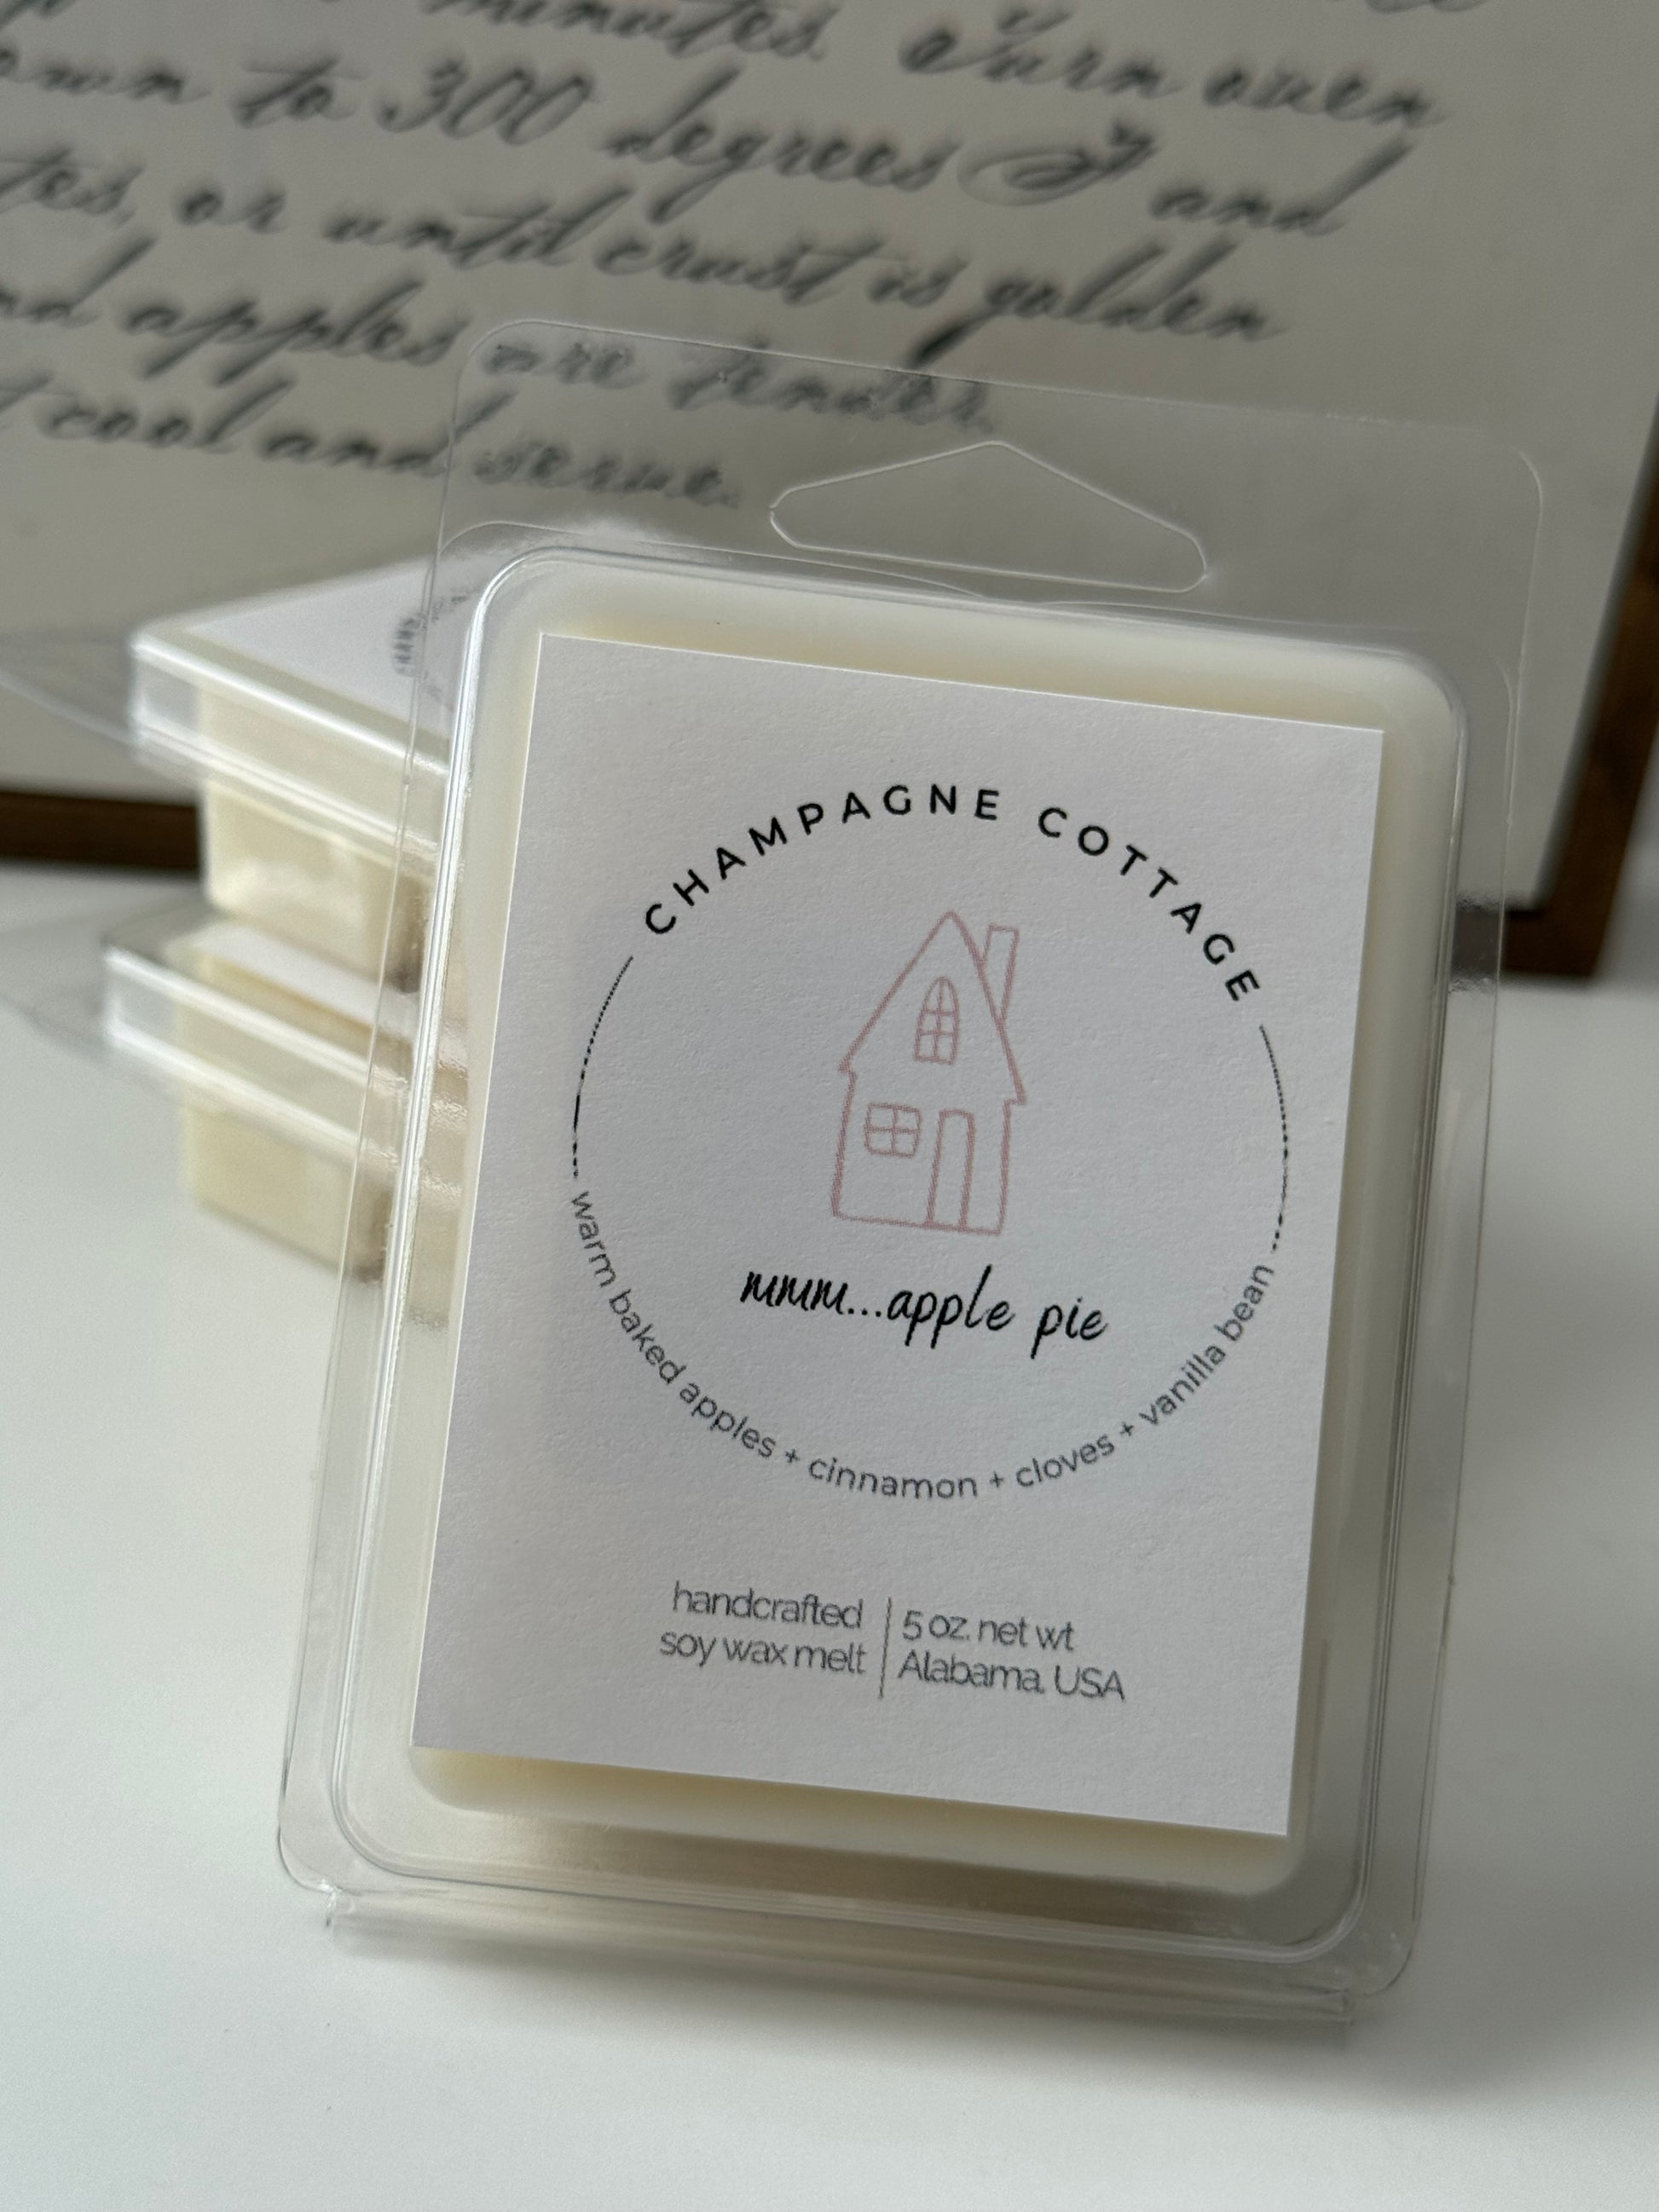 minutes. Turn oven
to 300 degrees F and
or until crust is golden
apples are tender.
cool and serve.
CHAMPAGNE COTTAGE
mmm...apple pie
warm baked apples + cinnamon + cloves + vanilla bean
handcrafted
soy wax melt
5 oz. net wt
Alabama, USA